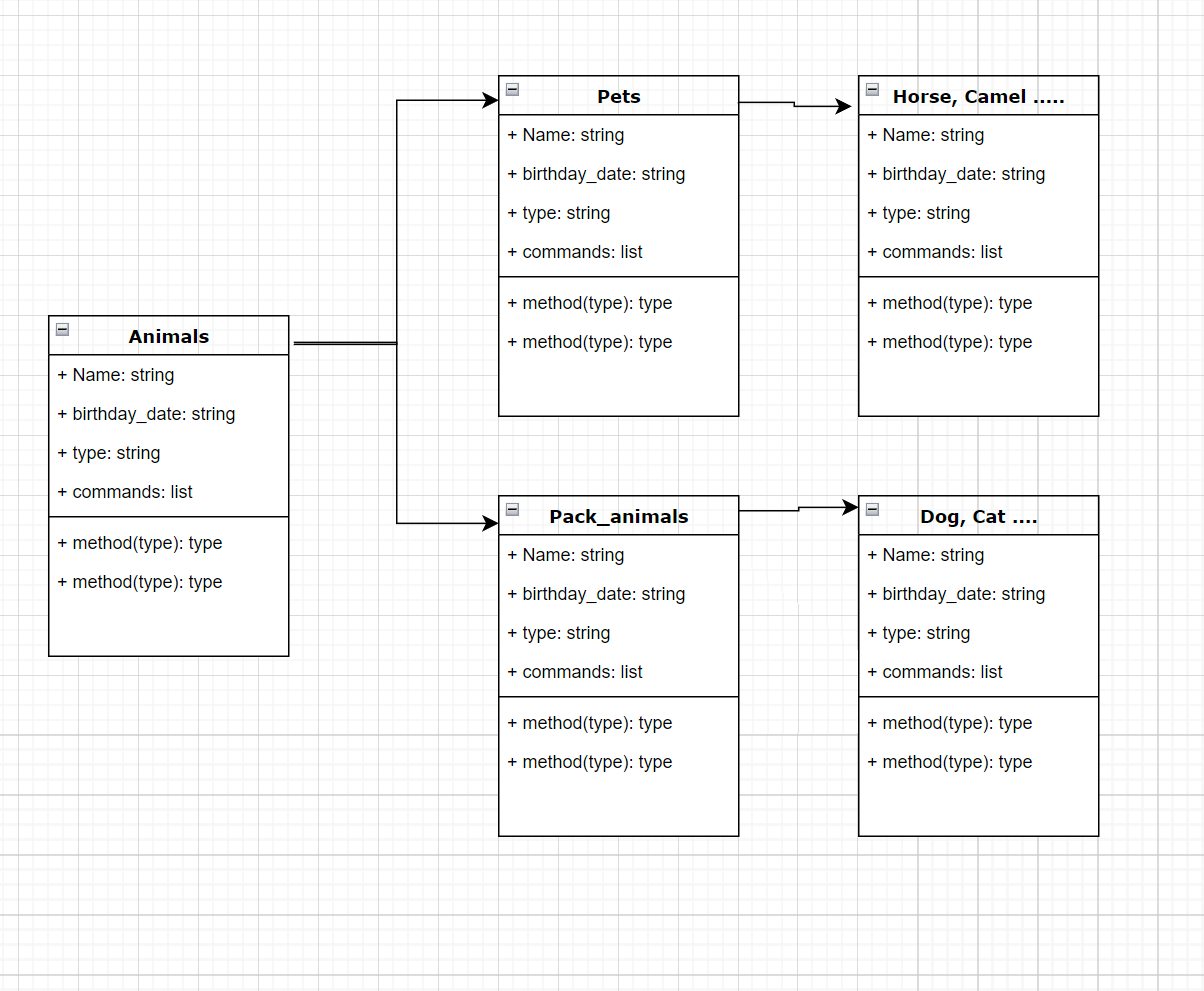 Pets
+ Name: string
+ birthday_date: string
+ type: string
+ commands: list
+ method(type): type
+ method(type): type
Horse, Camel .....
+ Name: string
+ birthday_date: string
+ type: string
+ commands: list
+ method(type): type
+ method(type): type
Animals
+ Name: string
+ birthday_date: string
+ type: string
+ commands: list
+ method(type): type
+ method(type): type
Pack_animals
+ Name: string
+ birthday_date: string
+ type: string
+ commands: list
+ method(type): type
+ method(type): type
Dog, Cat ....
+ Name: string
+ birthday_date: string
+ type: string
+ commands: list
+ method(type): type
+ method(type): type